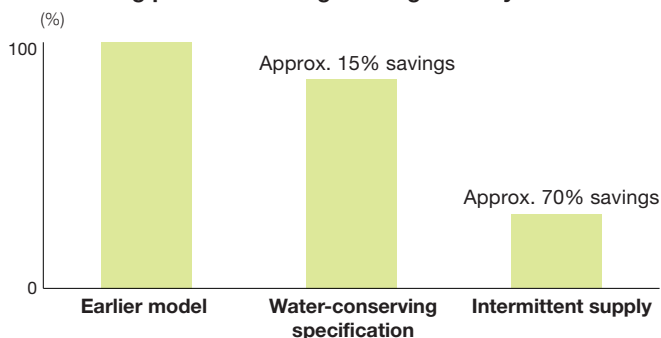 (%)
100
Approx. 15% savings
Approx. 70% savings
0
Earlier model
Water-conserving
specification
Intermittent supply